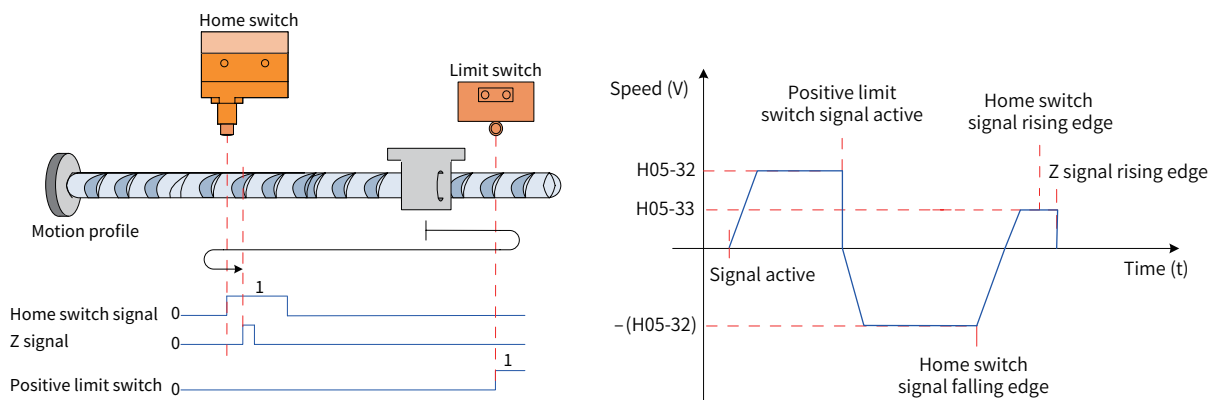 Home switch
Limit switch
Motion profile
1
Home switch signal 0
Z signal 0
1
Positive limit switch 0
Speed (V)
Positive limit
switch signal active
Home switch
signal rising edge
H05-32
Z signal rising edge
H05-33
Signal active
Time (t)
–(H05-32)
Home switch
signal falling edge